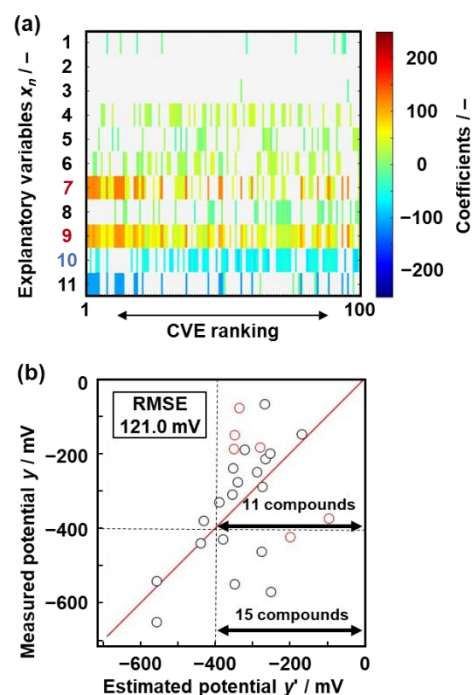 (a)
Explanatory variables xn / –
1
2
3
4
5
6
7
8
9
10
11
1
100
CVE ranking
200
100
0
−100
−200
Coefficients / –
(b)
Measured potential y / mV
0
−200
−400
−600
RMSE
121.0 mV
11 compounds
15 compounds
−600
−400
−200
0
Estimated potential y' / mV